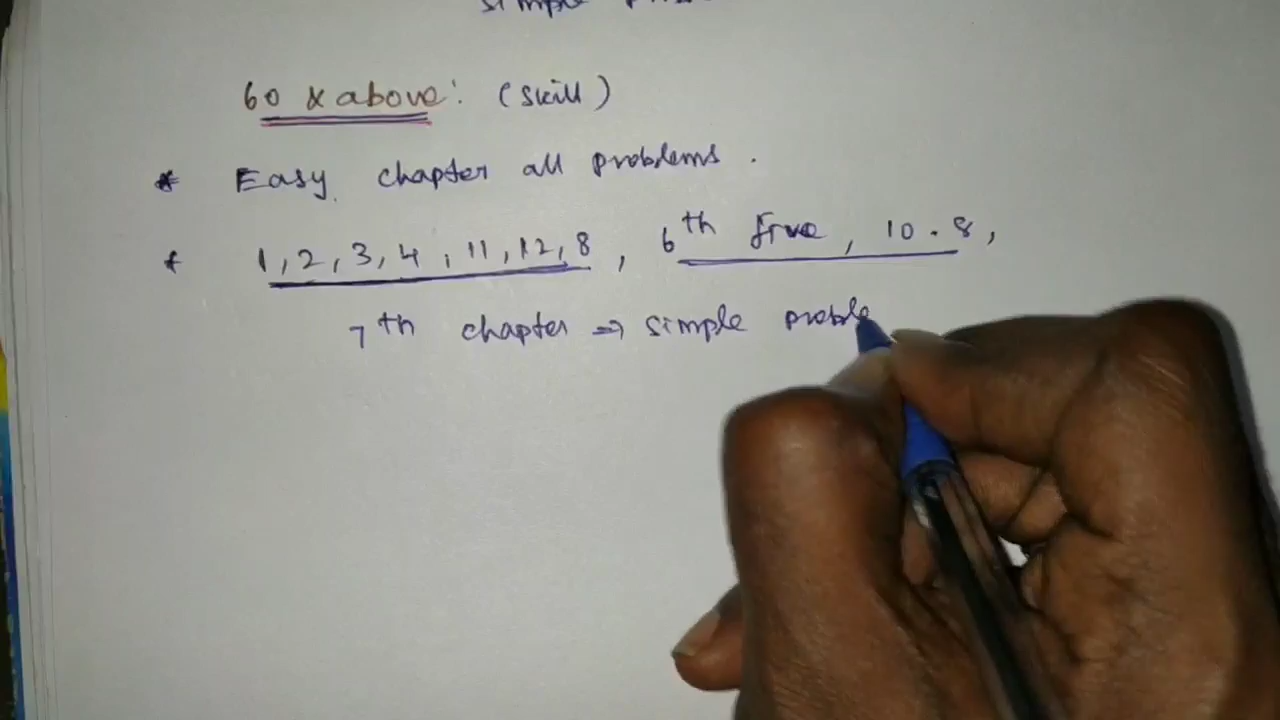 simple
60 & above: (skill)
* Easy chapter all problems.
* 1, 2, 3, 4, 11, 12, 8, 6th five, 10.8,
7th chapter → simple proble